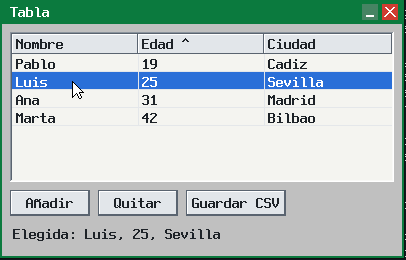 Tabla
Nombre Edad ^ Ciudad
Pablo 19 Cadiz
Luis 25 Sevilla
Ana 31 Madrid
Marta 42 Bilbao
Añadir Quitar Guardar CSV
Elegida: Luis, 25, Sevilla